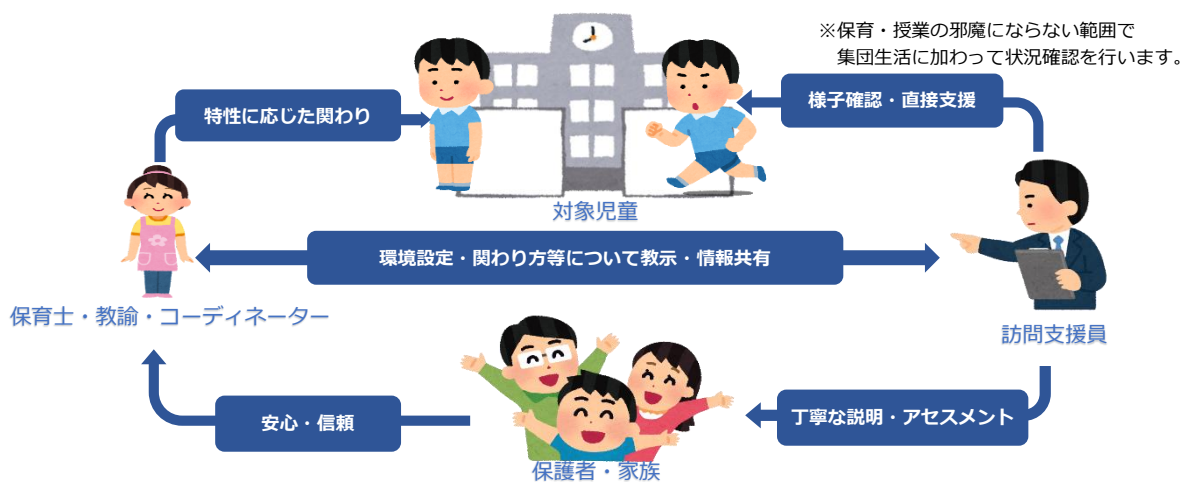 ※保育・授業の邪魔にならない範囲で
集団生活に加わって状況確認を行います。
特性に応じた関わり
様子確認・直接支援
対象児童
環境設定・関わり方等について教示・情報共有
保育士・教諭・コーディネーター
訪問支援員
安心・信頼
丁寧な説明・アセスメント
保護者・家族